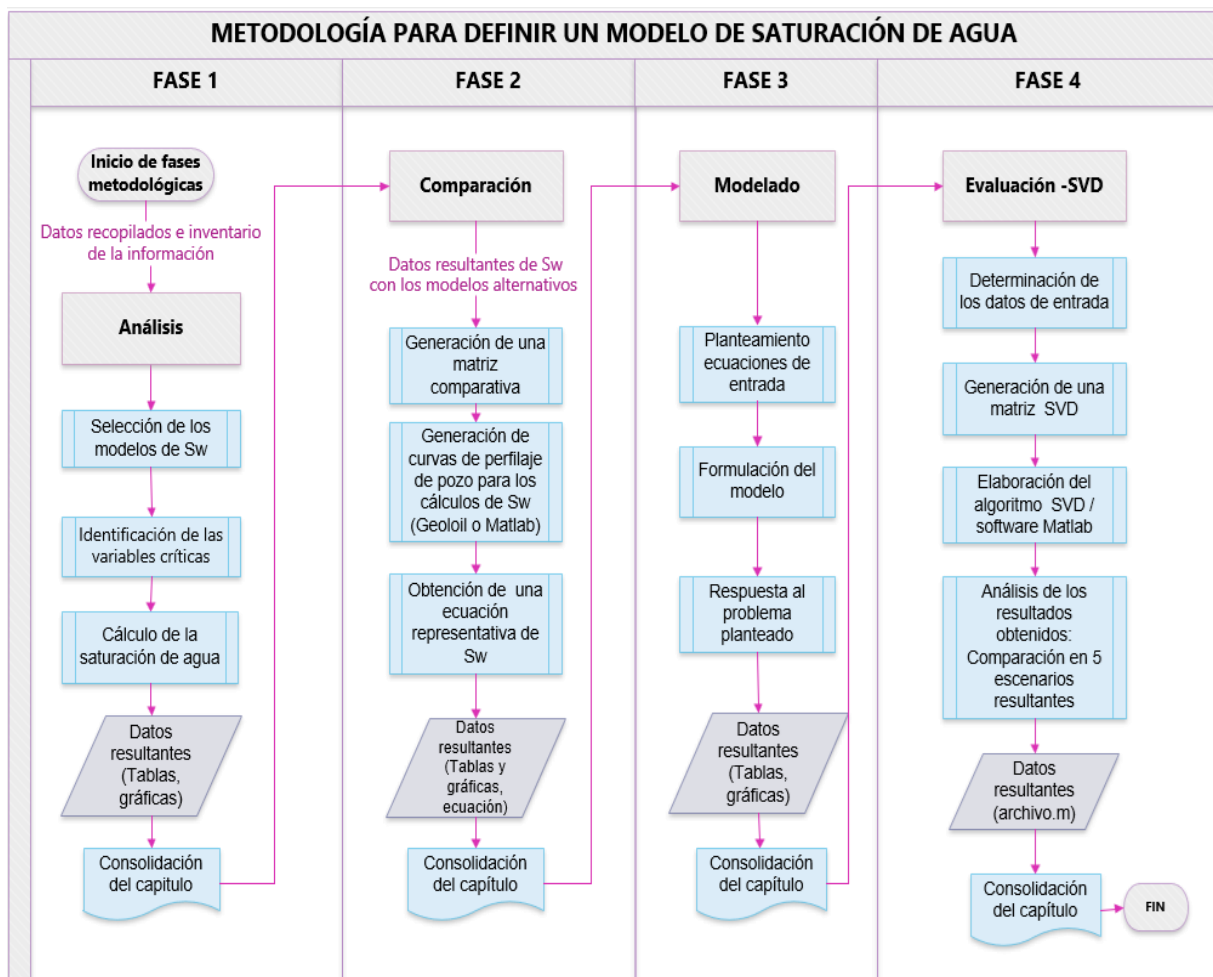 METODOLOGÍA PARA DEFINIR UN MODELO DE SATURACIÓN DE AGUA
FASE 1
Inicio de fases
metodológicas
Datos recopilados e inventario
de la información
Análisis
Selección de los
modelos de Sw
Identificación de las
variables críticas
Cálculo de la
saturación de agua
Datos
resultantes
(Tablas,
gráficas)
Consolidación
del capitulo
FASE 2
Comparación
Datos resultantes de Sw
con los modelos alternativos
Generación de una
matriz
comparativa
Generación de
curvas de perfilaje
de pozo para los
cálculos de Sw
(Geoloil o Matlab)
Obtención de una
ecuación
representativa de
Sw
Datos
resultantes
(Tablas y
gráficas,
ecuación)
Consolidación
del capítulo
FASE 3
Modelado
Planteamiento
ecuaciones de
entrada
Formulación del
modelo
Respuesta al
problema
planteado
Datos
resultantes
(Tablas,
gráficas)
Consolidación
del capítulo
FASE 4
Evaluación -SVD
Determinación de
los datos de entrada
Generación de una
matriz SVD
Elaboración del
algoritmo SVD /
software Matlab
Análisis de los
resultados
obtenidos:
Comparación en 5
escenarios
resultantes
Datos
resultantes
(archivo.m)
Consolidación
del capítulo
FIN